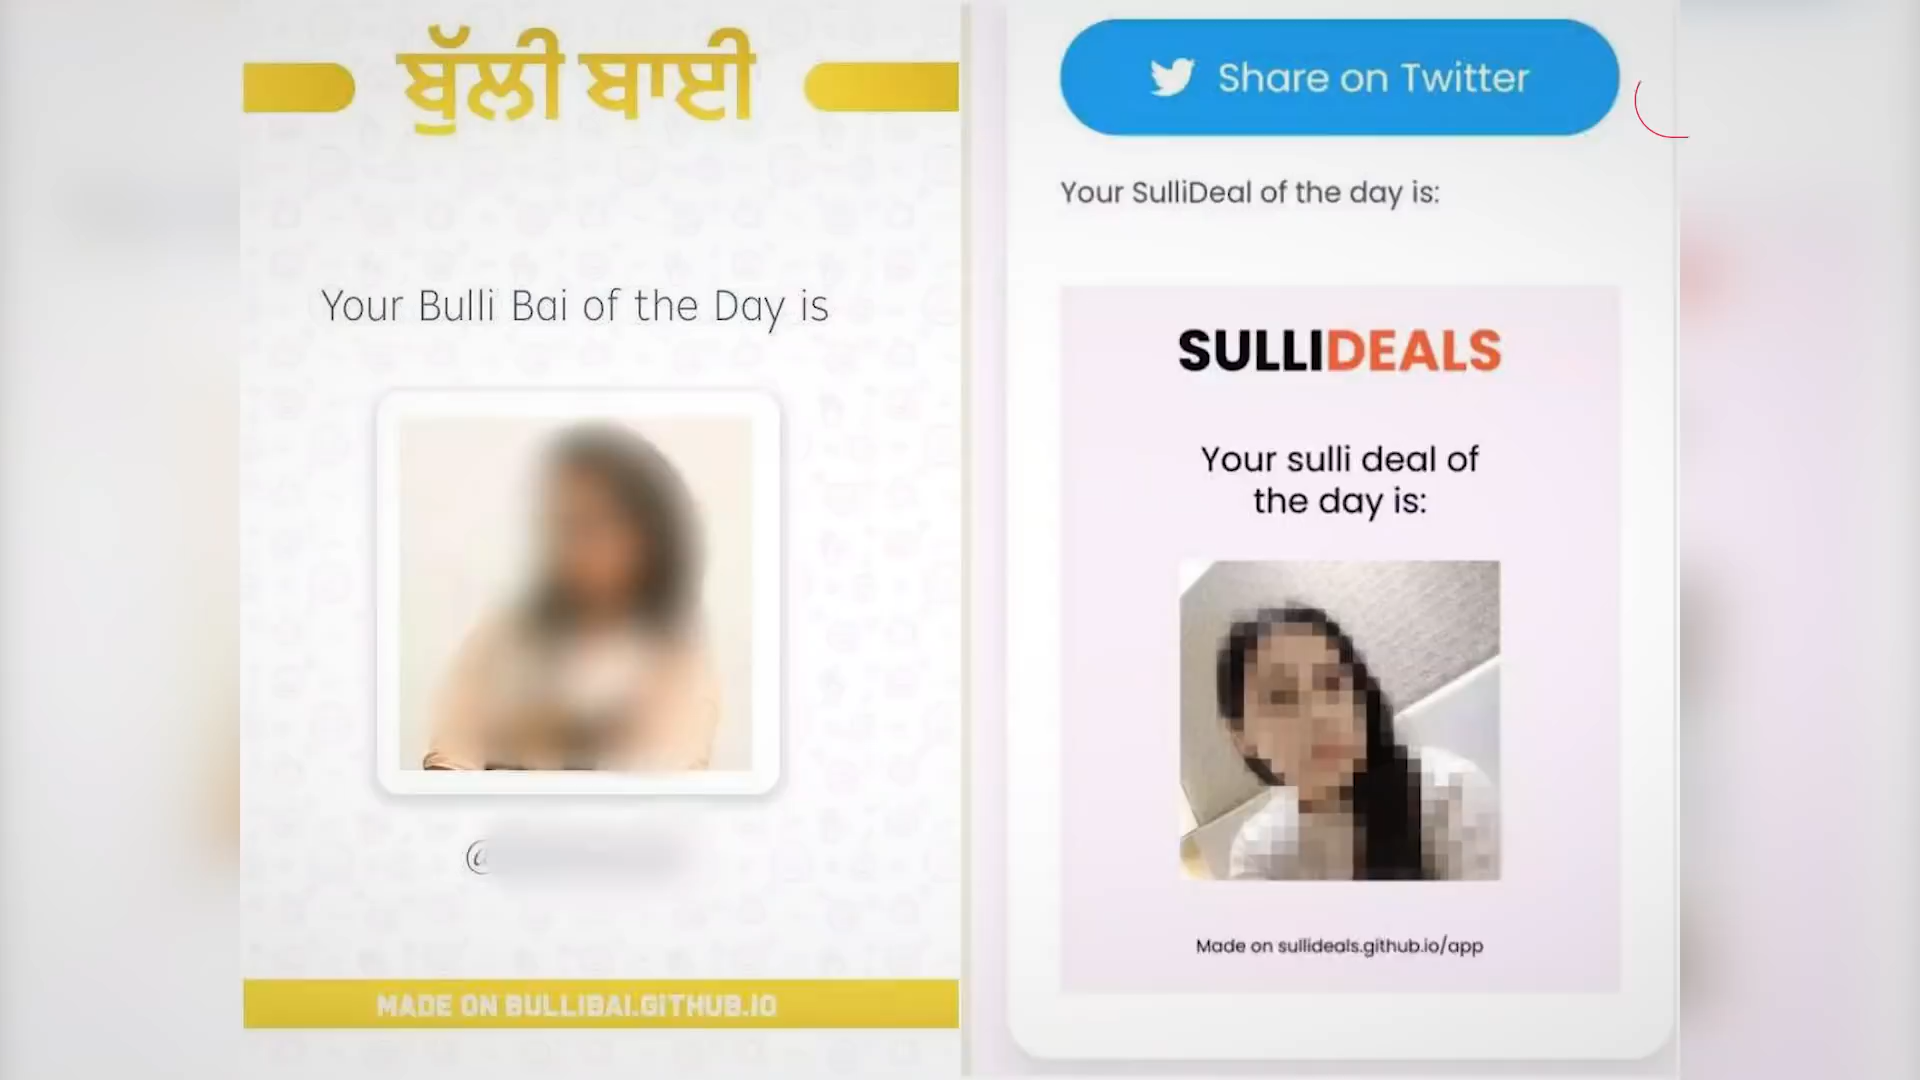 ਬੁੱਲੀ ਬਾਈ
Your Bulli Bai of the Day is
@
MADE ON BULLIBAI.GITHUB.IO
Share on Twitter
Your SulliDeal of the day is:
SULLIDEALS
Your sulli deal of
the day is:
Made on sullideals.github.io/app